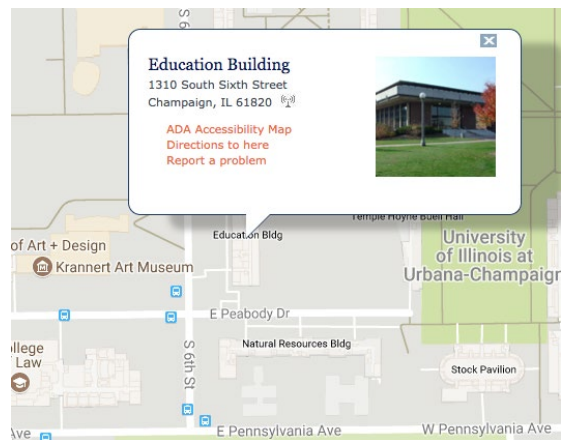 S 6th S
Education Building
1310 South Sixth Street
Champaign, IL 61820
ADA Accessibility Map
Directions to here
Report a problem
Temple Hoyne Buell Hall
Education Bldg
of Art + Design
Krannert Art Museum
University
of Illinois at
Urbana-Champaign
E Peabody Dr
S 6th St
Natural Resources Bldg
Stock Pavilion
llege
Law
Ave
E Pennsylvania Ave
W Pennsylvania Ave